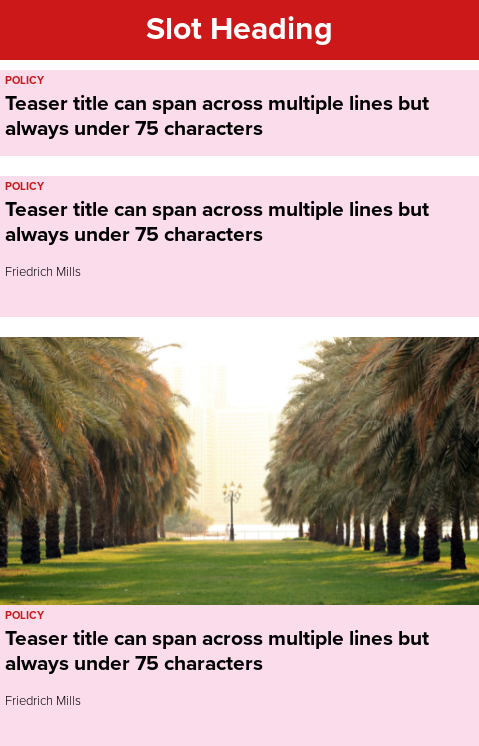 Slot Heading
POLICY
Teaser title can span across multiple lines but
always under 75 characters
POLICY
Teaser title can span across multiple lines but
always under 75 characters
Friedrich Mills
POLICY
Teaser title can span across multiple lines but
always under 75 characters
Friedrich Mills